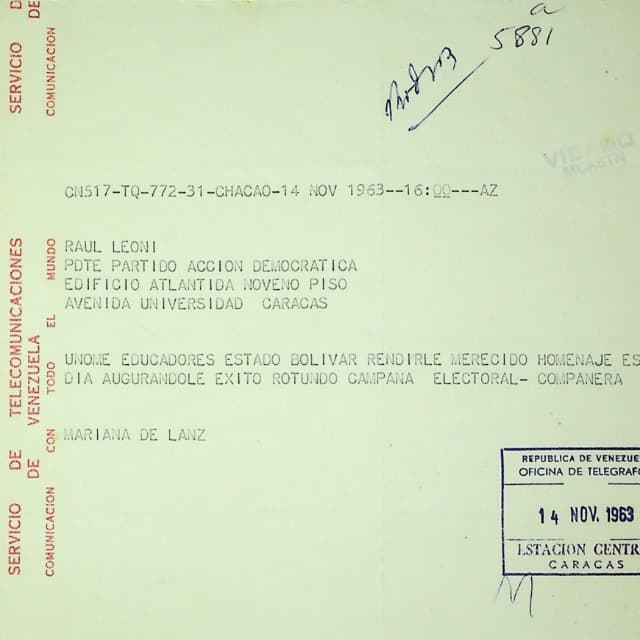 a
5881
CN517-TQ-772-31-CHACAO-14 NOV 1963--16:00---AZ
RAUL LEONI
PDTE PARTIDO ACCION DEMOCRATICA
EDIFICIO ATLANTIDA NOVENO PISO
AVENIDA UNIVERSIDAD CARACAS
UNOME EDUCADORES ESTADO BOLIVAR RENDIRLE MERECIDO HOMENAJE ES
DIA AUGURANDOLE EXITO ROTUNDO CAMPANA ELECTORAL- COMPANERA
MARIANA DE LANZ
REPUBLICA DE VENEZUE
OFICINA DE TELEGRAFO
14 NOV. 1963
ESTACION CENTR
CARACAS
SERVICIO DE TELECOMUNICACIONES
DE VENEZUELA
COMUNICACION CON TODO EL MUNDO
SERVICIO D
DE
COMUNICACION